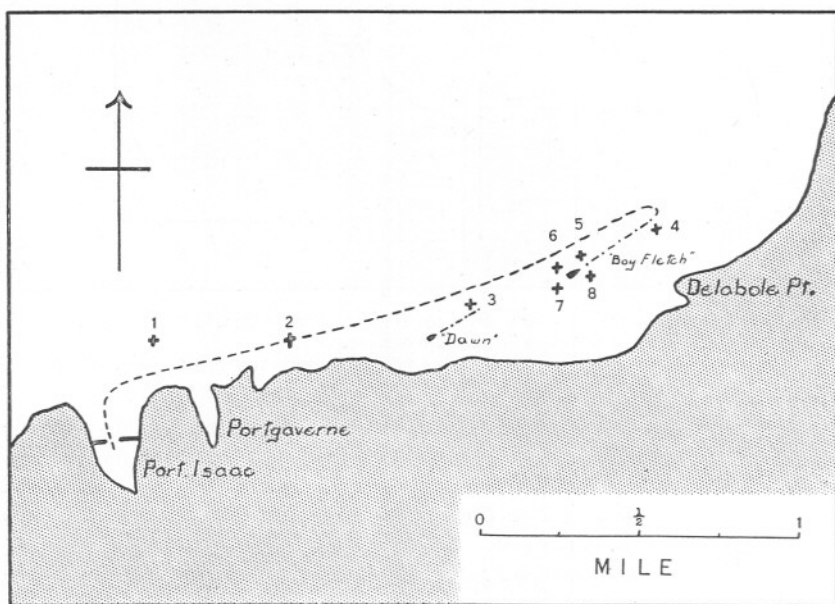 4
5
6
"Boy Fletch"
7
8
Delabole Pt.
3
1
2
"Dawn"
Portgaverne
Port. Isaac
0
½
1
MILE